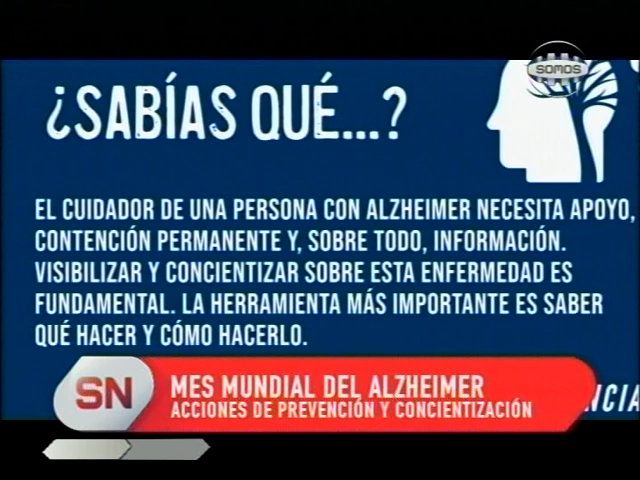 SOMOS
¿SABÍAS QUÉ...?
EL CUIDADOR DE UNA PERSONA CON ALZHEIMER NECESITA APOYO,
CONTENCIÓN PERMANENTE Y, SOBRE TODO, INFORMACIÓN.
VISIBILIZAR Y CONCIENTIZAR SOBRE ESTA ENFERMEDAD ES
FUNDAMENTAL. LA HERRAMIENTA MÁS IMPORTANTE ES SABER
QUÉ HACER Y CÓMO HACERLO.
SN
MES MUNDIAL DEL ALZHEIMER
ACCIONES DE PREVENCIÓN Y CONCIENTIZACIÓN